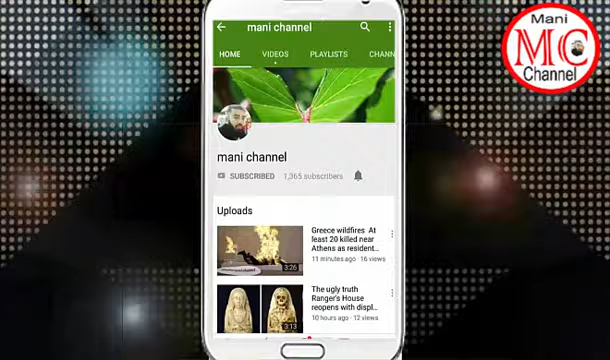 mani channel
HOME VIDEOS PLAYLISTS CHANN
mani channel
SUBSCRIBED 1,365 subscribers
Uploads
Greece wildfires At
least 20 killed near
Athens as resident...
11 minutes ago · 16 views
3:26
The ugly truth
Ranger's House
reopens with displ...
10 hours ago · 12 views
3:13
Mani
MC
Channel